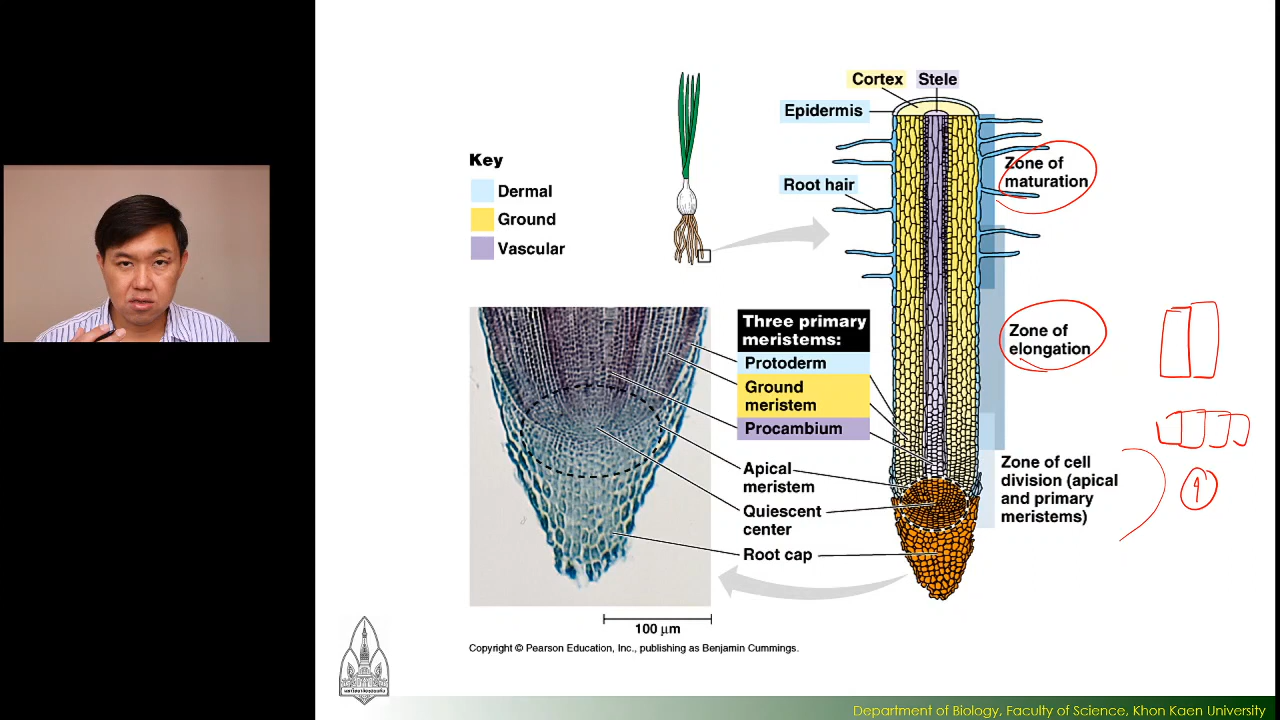 Cortex Stele
Epidermis
Key
Zone of
maturation
Root hair
Dermal
Ground
Vascular
Three primary
meristems:
Zone of
elongation
Protoderm
Ground
meristem
Procambium
Apical
meristem
Zone of cell
division (apical
and primary
meristems)
Quiescent
center
Root cap
100 μm
Copyright © Pearson Education, Inc., publishing as Benjamin Cummings.
Department of Biology, Faculty of Science, Khon Kaen University